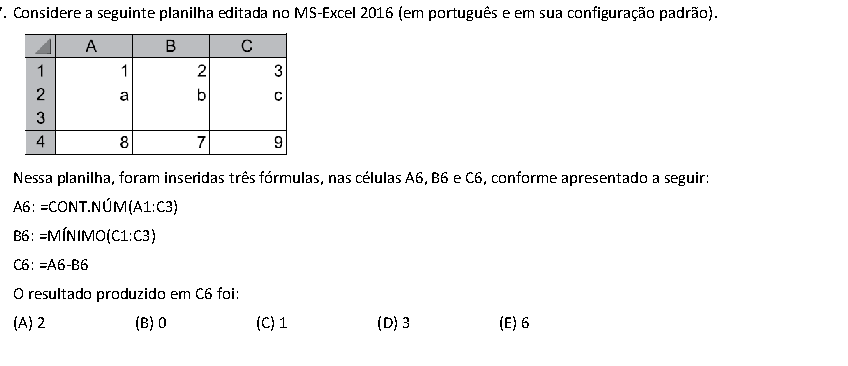 . Considere a seguinte planilha editada no MS-Excel 2016 (em português e em sua configuração padrão).
A B C
1 1 2 3
2 a b c
3
4 8 7 9
Nessa planilha, foram inseridas três fórmulas, nas células A6, B6 e C6, conforme apresentado a seguir:
A6: =CONT.NÚM(A1:C3)
B6: =MÍNIMO(C1:C3)
C6: =A6-B6
O resultado produzido em C6 foi:
(A) 2 (B) 0 (C) 1 (D) 3 (E) 6